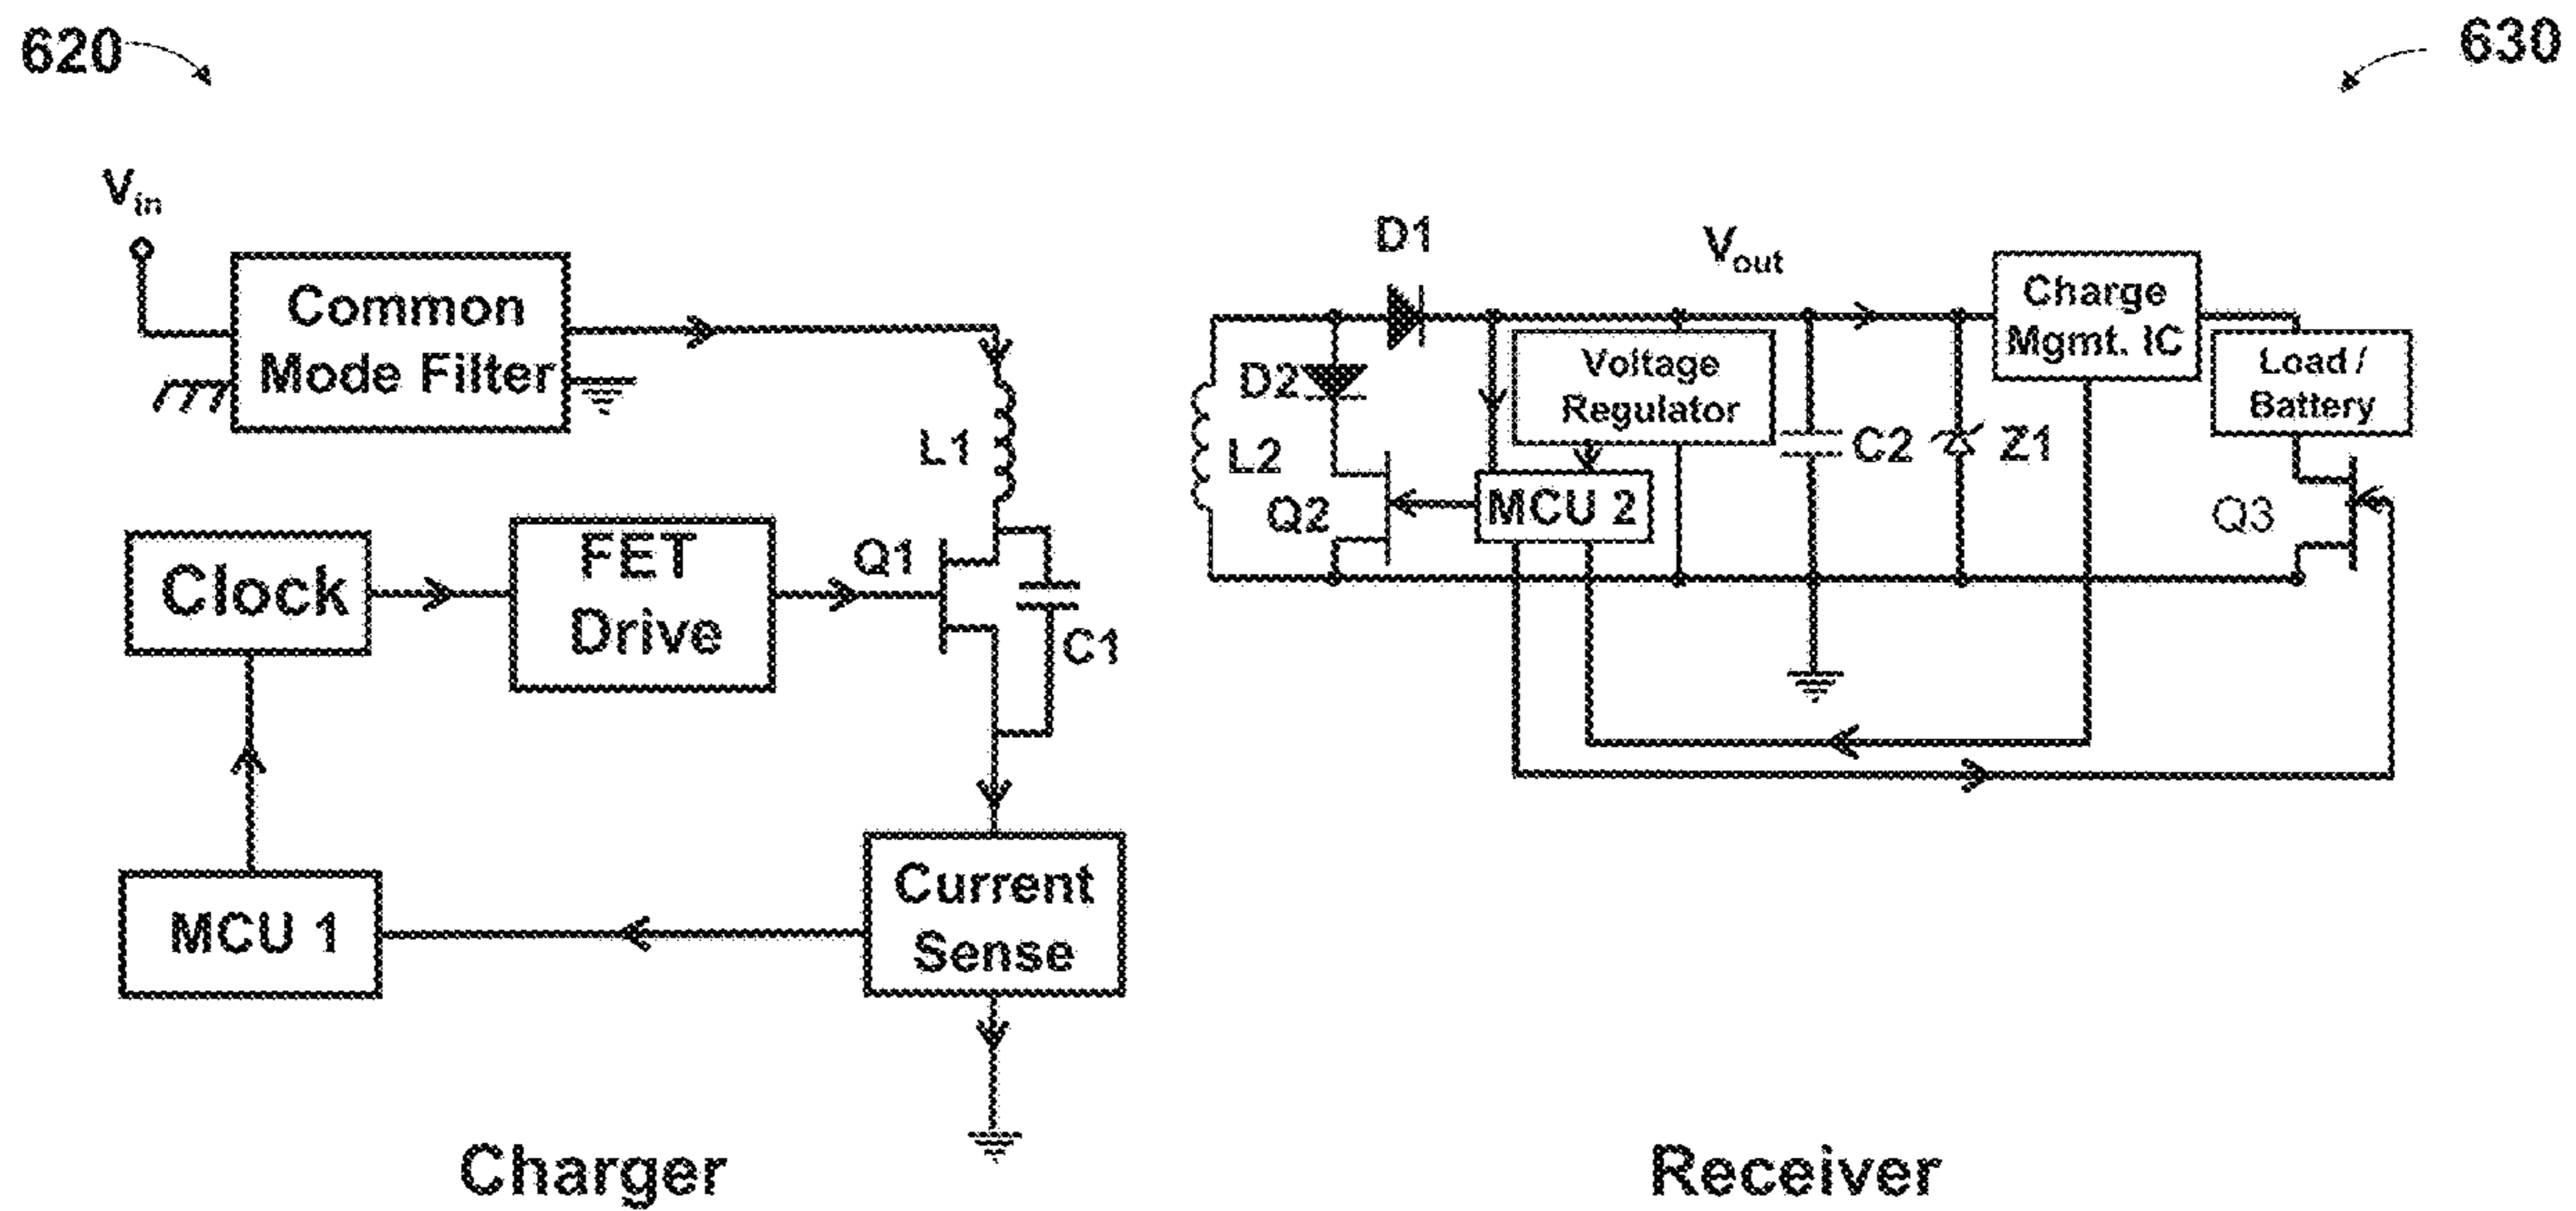 620
630
Vin
Common
Mode Filter
L1
Clock
FET
Drive
Q1
C1
MCU 1
Current
Sense
Charger
D1
Vout
D2
L2
Q2
Voltage
Regulator
MCU 2
C2
Z1
Charge
Mgmt. IC
Load /
Battery
Q3
Receiver